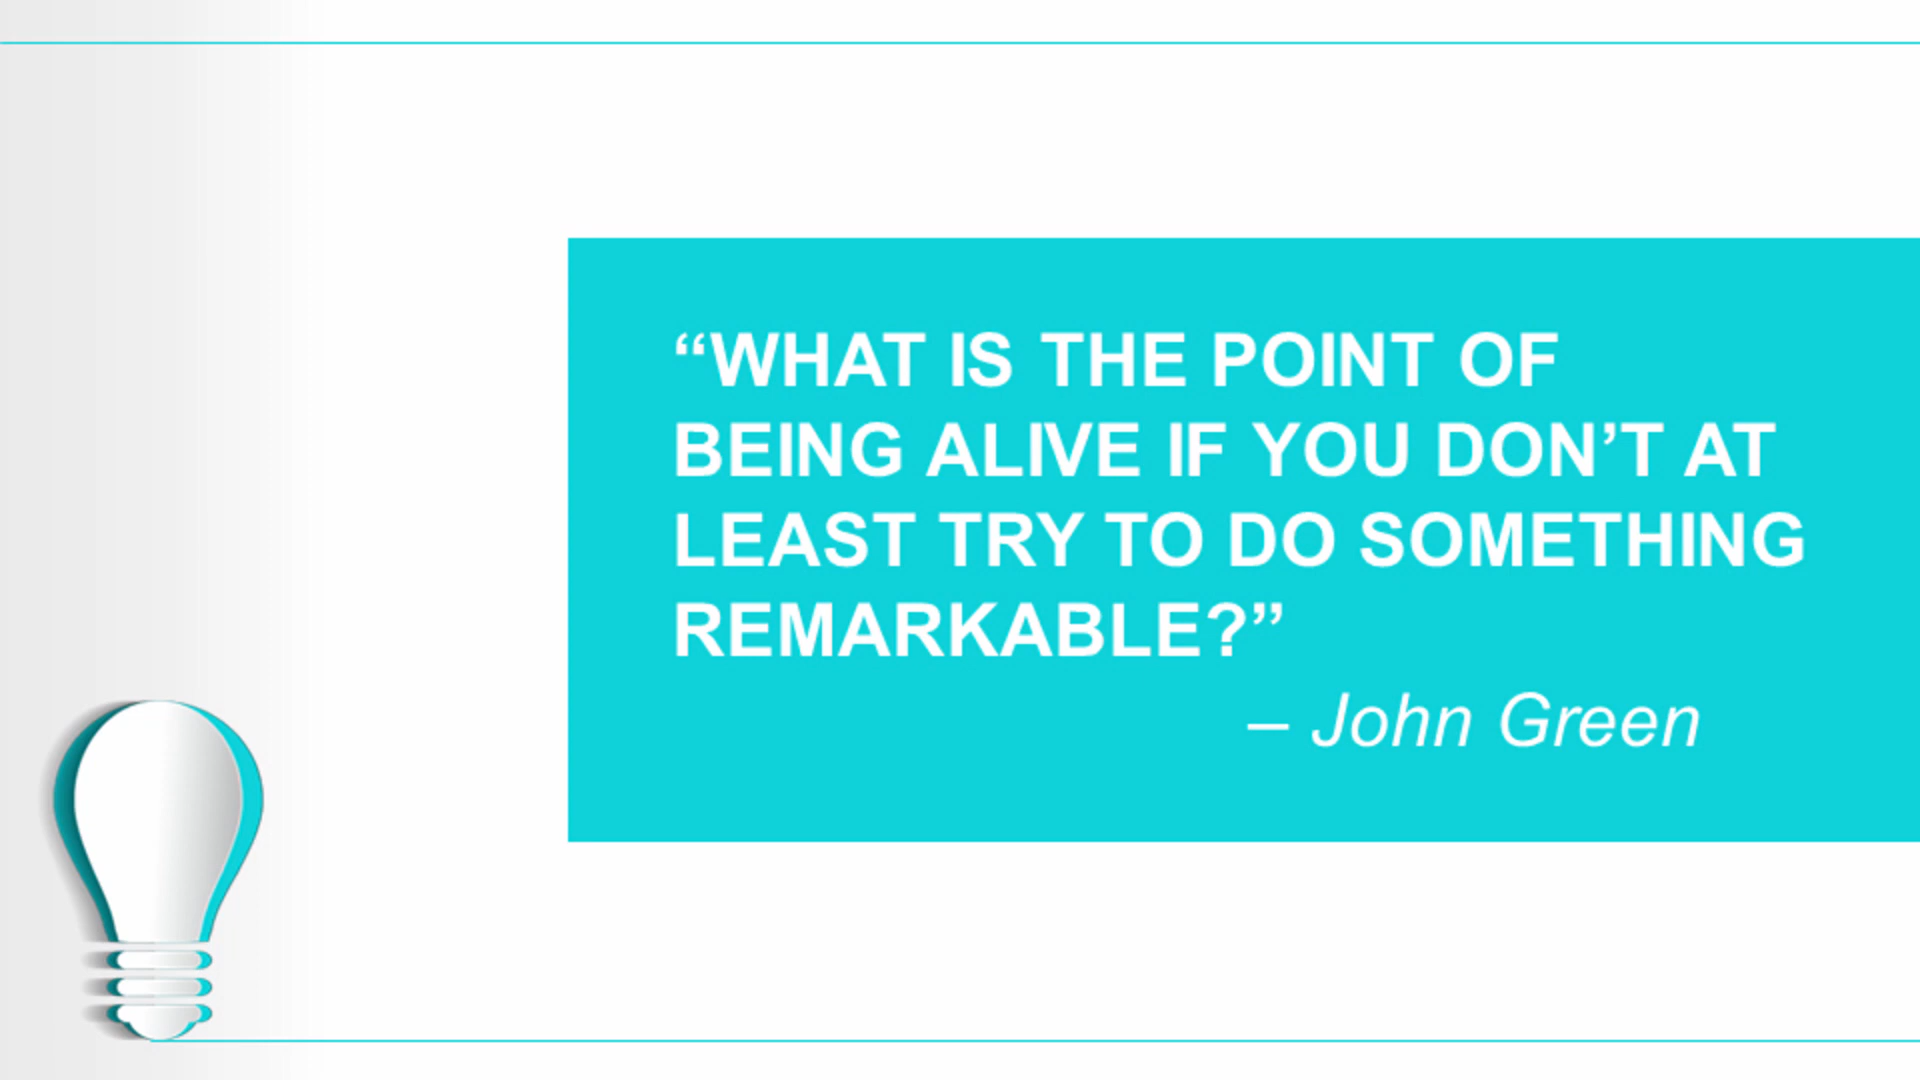 “WHAT IS THE POINT OF
BEING ALIVE IF YOU DON’T AT
LEAST TRY TO DO SOMETHING
REMARKABLE?”
– John Green